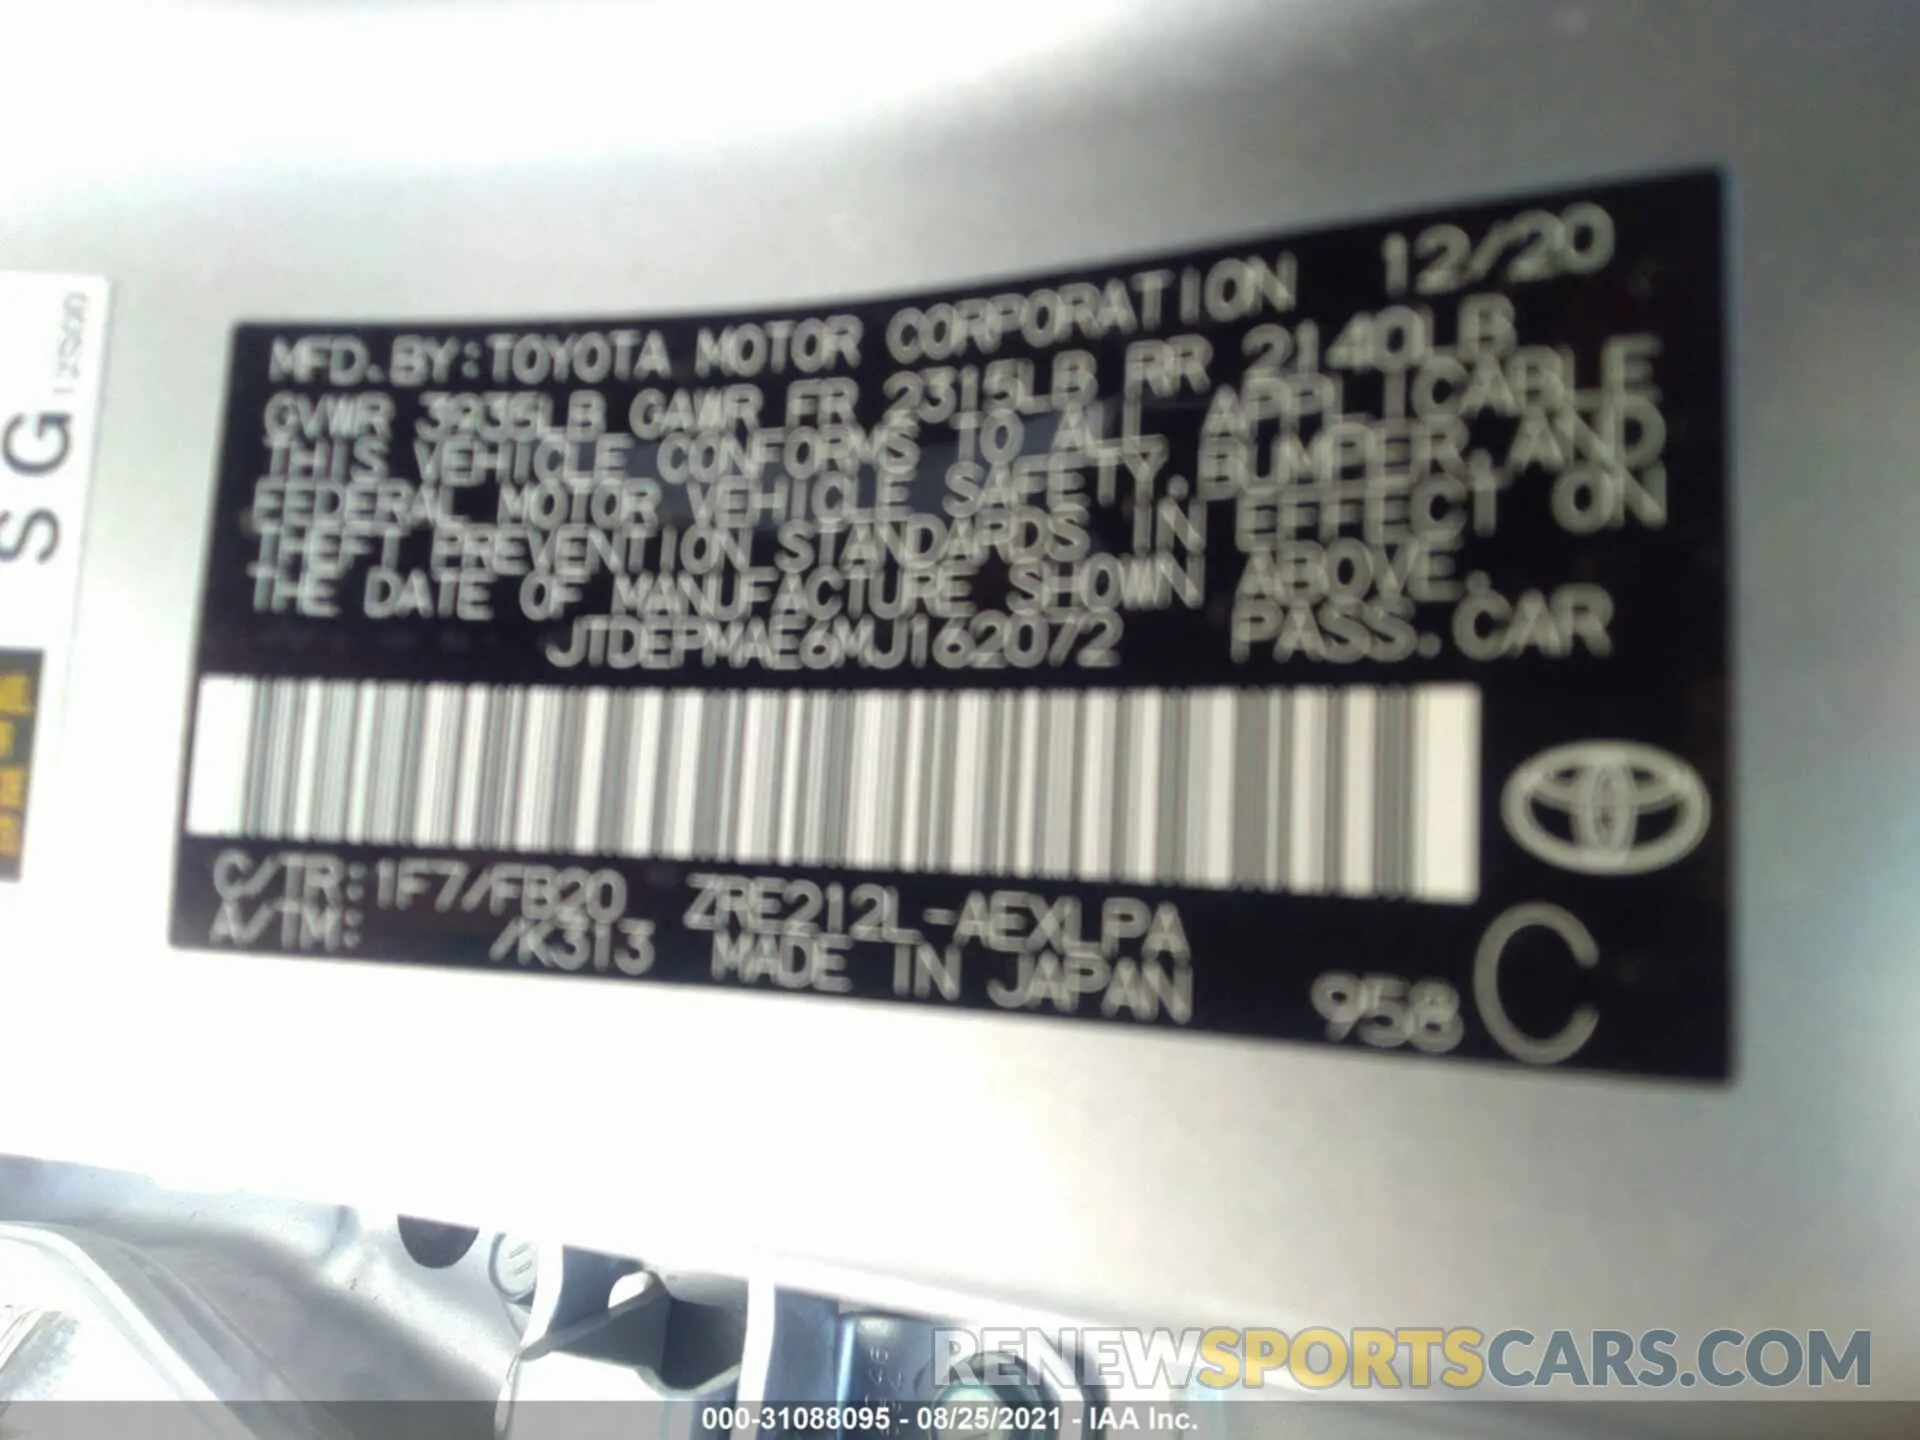 MFD.BY:TOYOTA MOTOR CORPORATION 12/20
GVWR 3935LB GAWR FR 2315LB RR 2140LB
THIS VEHICLE CONFORMS TO ALL APPLICABLE
FEDERAL MOTOR VEHICLE SAFETY,BUMPER,AND
THEFT PREVENTION STANDARDS IN EFFECT ON
THE DATE OF MANUFACTURE SHOWN ABOVE.
JTDEPMAE6MJ162072 PASS.CAR
C/TR:1F7/FB20 ZRE212L-AEXLPA
A/TM: /K313 MADE IN JAPAN
958 C
S G
RENEWSPORTSCARS.COM
000-31088095 - 08/25/2021 - IAA Inc.